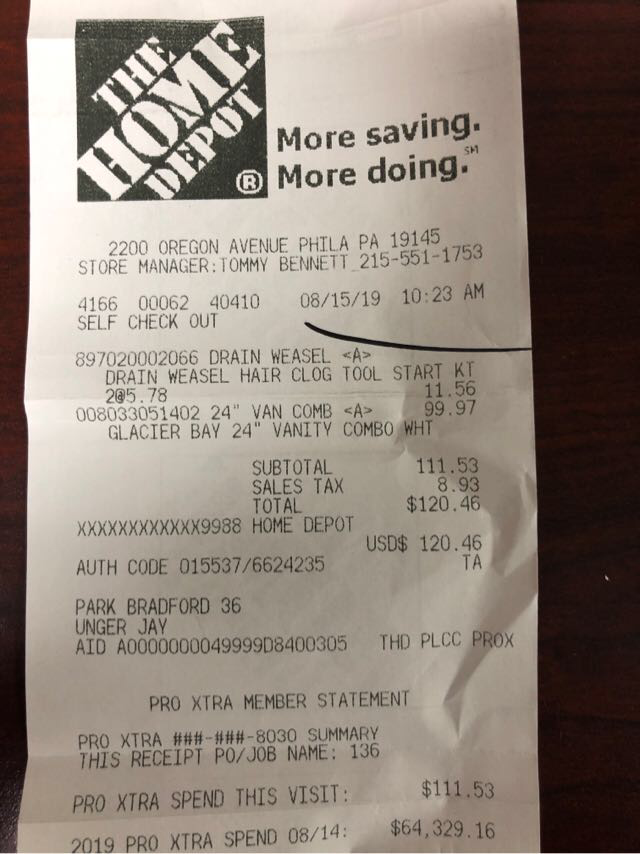 THE
HOME
DEPOT
®
More saving.
More doing.℠
2200 OREGON AVENUE PHILA PA 19145
STORE MANAGER:TOMMY BENNETT 215-551-1753
4166 00062 40410 08/15/19 10:23 AM
SELF CHECK OUT
897020002066 DRAIN WEASEL <A>
DRAIN WEASEL HAIR CLOG TOOL START KT
2@5.78 11.56
008033051402 24" VAN COMB <A> 99.97
GLACIER BAY 24" VANITY COMBO WHT
SUBTOTAL 111.53
SALES TAX 8.93
TOTAL $120.46
XXXXXXXXXXXX9988 HOME DEPOT
USD$ 120.46
AUTH CODE 015537/6624235 TA
PARK BRADFORD 36
UNGER JAY
AID A0000000049999D8400305 THD PLCC PROX
PRO XTRA MEMBER STATEMENT
PRO XTRA ###-###-8030 SUMMARY
THIS RECEIPT PO/JOB NAME: 136
PRO XTRA SPEND THIS VISIT: $111.53
2019 PRO XTRA SPEND 08/14: $64,329.16